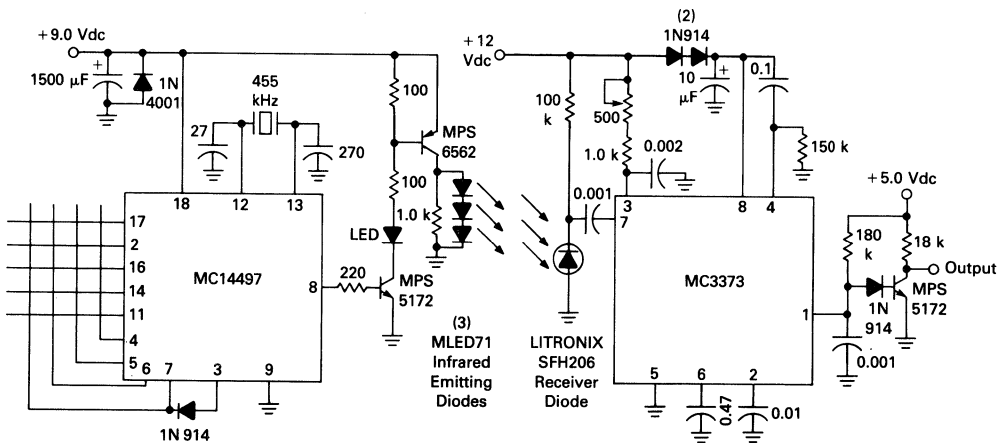 +9.0 Vdc
1500 µF
+
1N
4001
455
kHz
27
270
100
MPS
6562
100
1.0 k
LED
MPS
5172
220
18
12
13
MC14497
17
2
16
14
11
4
5
6
7
3
9
8
1N 914
(3)
MLED71
Infrared
Emitting
Diodes
+12
Vdc
(2)
1N914
100
k
500
1.0 k
0.002
0.001
10
µF
+
0.1
150 k
LITRONIX
SFH206
Receiver
Diode
3
7
8
4
MC3373
1
5
6
2
0.47
0.01
+5.0 Vdc
180
k
18 k
Output
MPS
5172
1N
914
0.001